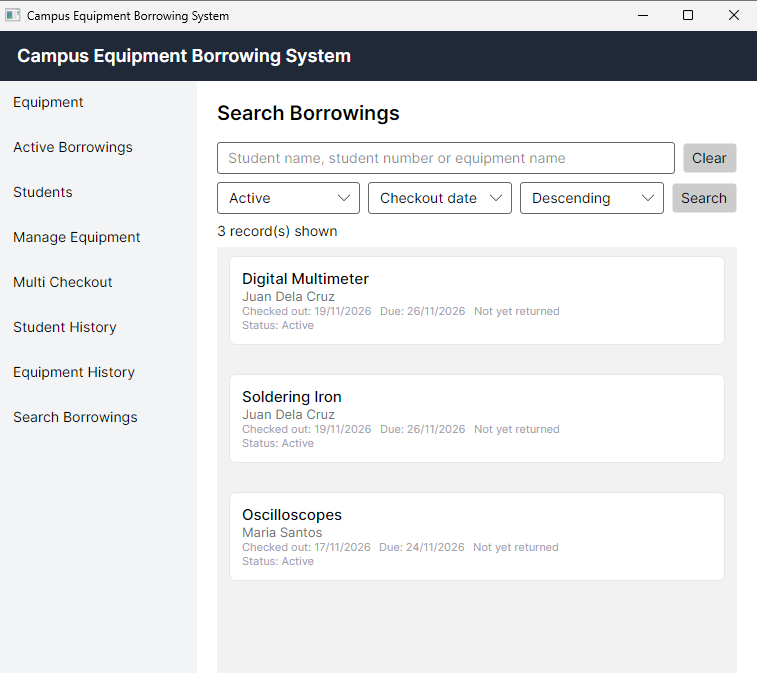 Campus Equipment Borrowing System
Campus Equipment Borrowing System
Equipment
Active Borrowings
Students
Manage Equipment
Multi Checkout
Student History
Equipment History
Search Borrowings
Search Borrowings
Student name, student number or equipment name
Clear
Active
Checkout date
Descending
Search
3 record(s) shown
Digital Multimeter
Juan Dela Cruz
Checked out: 19/11/2026 Due: 26/11/2026 Not yet returned
Status: Active
Soldering Iron
Juan Dela Cruz
Checked out: 19/11/2026 Due: 26/11/2026 Not yet returned
Status: Active
Oscilloscopes
Maria Santos
Checked out: 17/11/2026 Due: 24/11/2026 Not yet returned
Status: Active